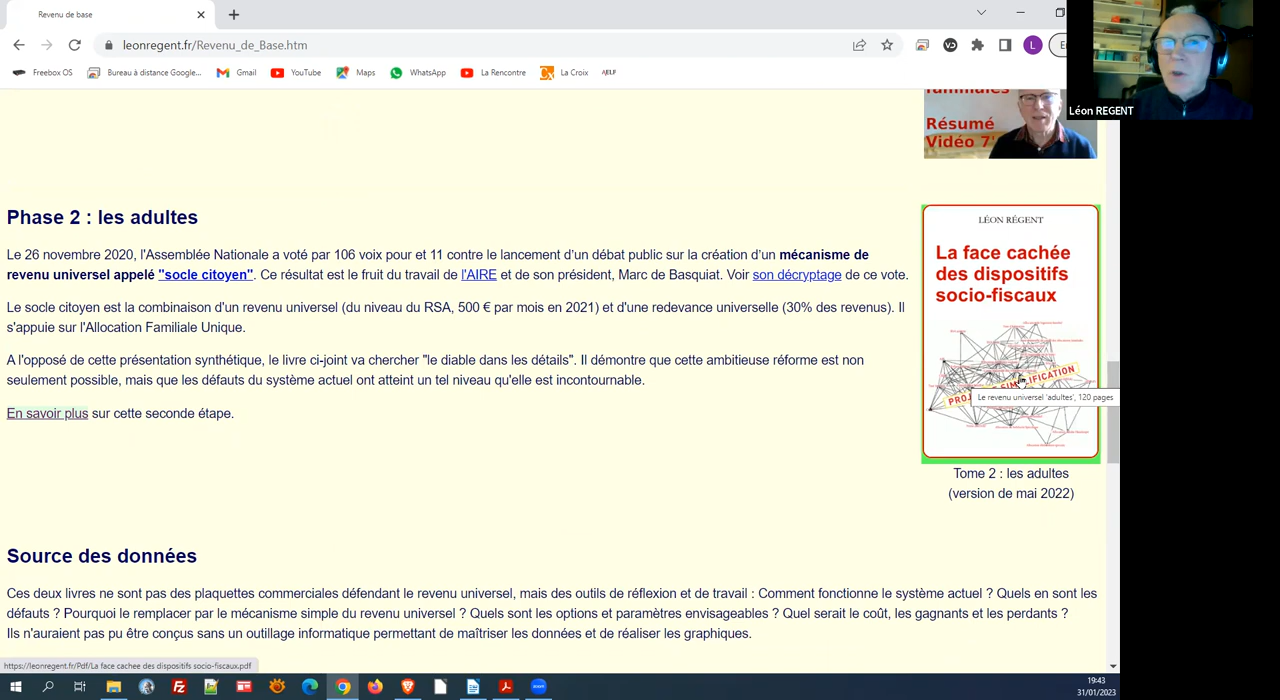 Revenu de base
leonregent.fr/Revenu_de_Base.htm
L
Freebox OS
Bureau à distance Google...
Gmail
YouTube
Maps
WhatsApp
La Rencontre
La Croix
Léon REGENT
familiales
Résumé
Vidéo 7'
Phase 2 : les adultes
Le 26 novembre 2020, l'Assemblée Nationale a voté par 106 voix pour et 11 contre le lancement d'un débat public sur la création d'un mécanisme de
revenu universel appelé "socle citoyen". Ce résultat est le fruit du travail de l'AIRE et de son président, Marc de Basquiat. Voir son décryptage de ce vote.
Le socle citoyen est la combinaison d'un revenu universel (du niveau du RSA, 500 € par mois en 2021) et d'une redevance universelle (30% des revenus). Il
s'appuie sur l'Allocation Familiale Unique.
A l'opposé de cette présentation synthétique, le livre ci-joint va chercher "le diable dans les détails". Il démontre que cette ambitieuse réforme est non
seulement possible, mais que les défauts du système actuel ont atteint un tel niveau qu'elle est incontournable.
En savoir plus sur cette seconde étape.
LÉON RÉGENT
La face cachée
des dispositifs
socio-fiscaux
Le revenu universel 'adultes', 120 pages
Tome 2 : les adultes
(version de mai 2022)
Source des données
Ces deux livres ne sont pas des plaquettes commerciales défendant le revenu universel, mais des outils de réflexion et de travail : Comment fonctionne le système actuel ? Quels en sont les
défauts ? Pourquoi le remplacer par le mécanisme simple du revenu universel ? Quels sont les options et paramètres envisageables ? Quel serait le coût, les gagnants et les perdants ?
Ils n'auraient pas pu être conçus sans un outillage informatique permettant de maîtriser les données et de réaliser les graphiques.
https://leonregent.fr/Pdf/La face cachee des dispositifs socio-fiscaux.pdf
19:43
31/01/2023